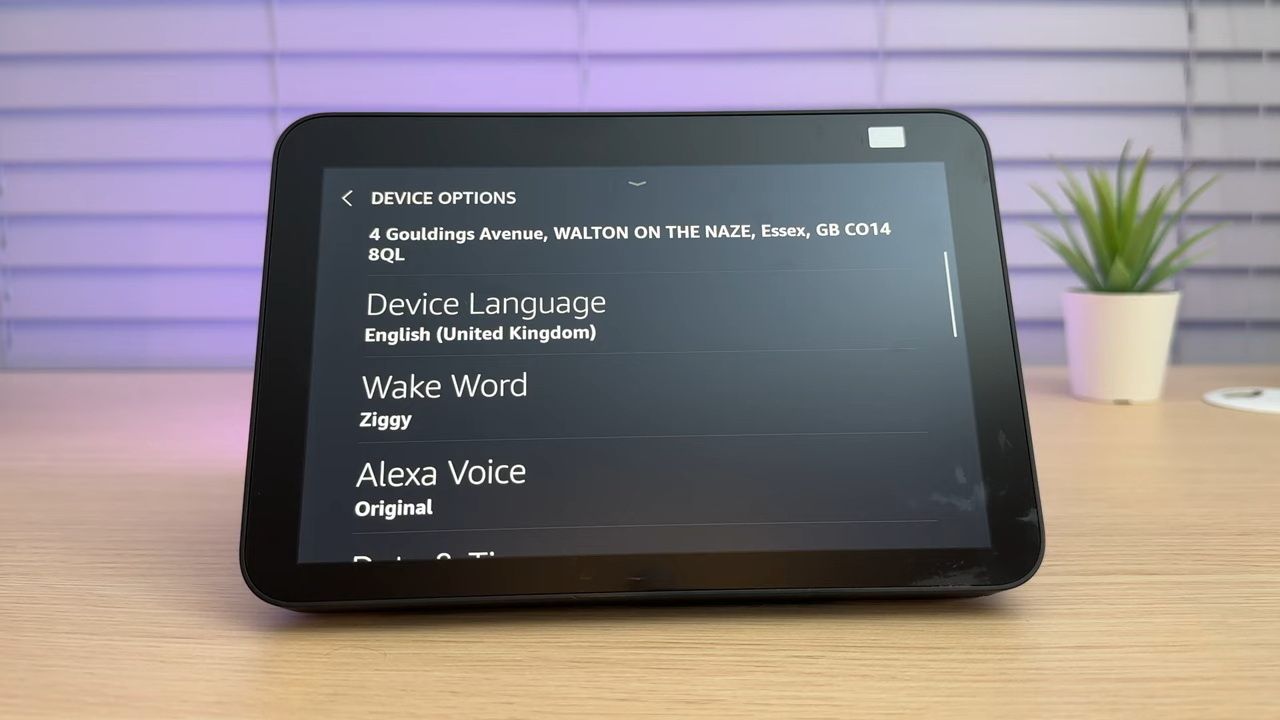 DEVICE OPTIONS
4 Gouldings Avenue, WALTON ON THE NAZE, Essex, GB CO14
8QL
Device Language
English (United Kingdom)
Wake Word
Ziggy
Alexa Voice
Original